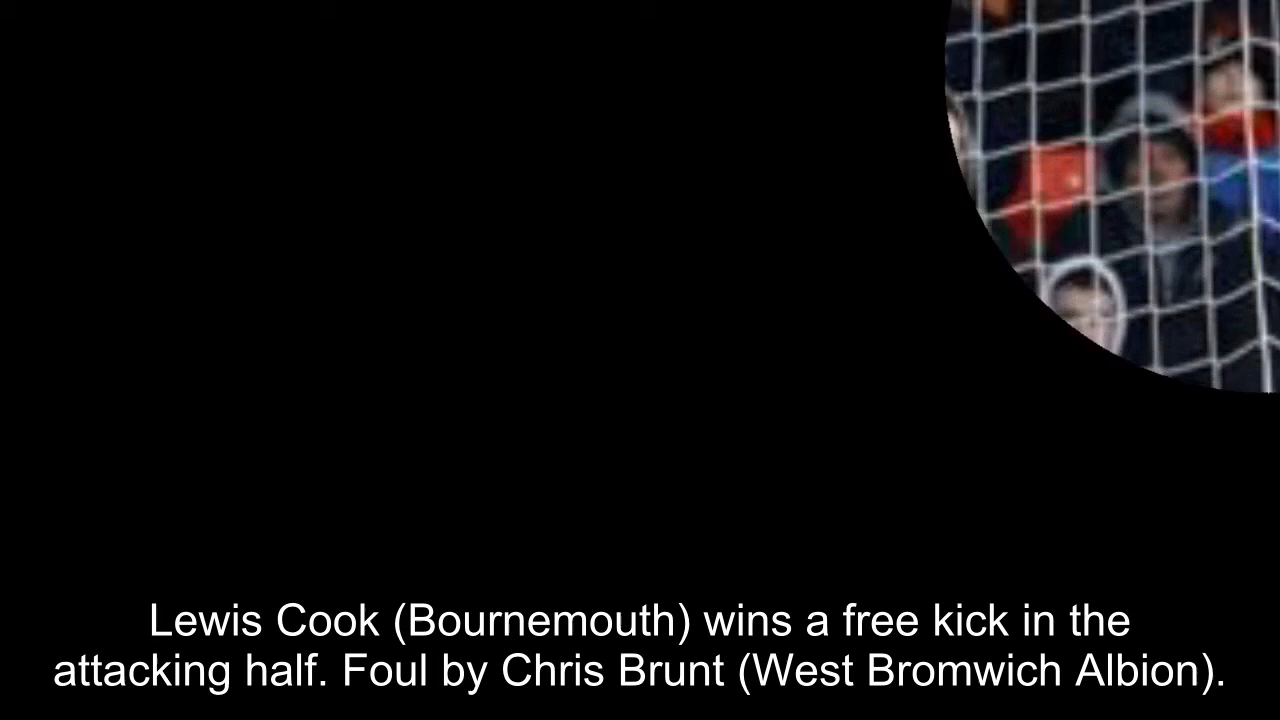 Lewis Cook (Bournemouth) wins a free kick in the
attacking half. Foul by Chris Brunt (West Bromwich Albion).